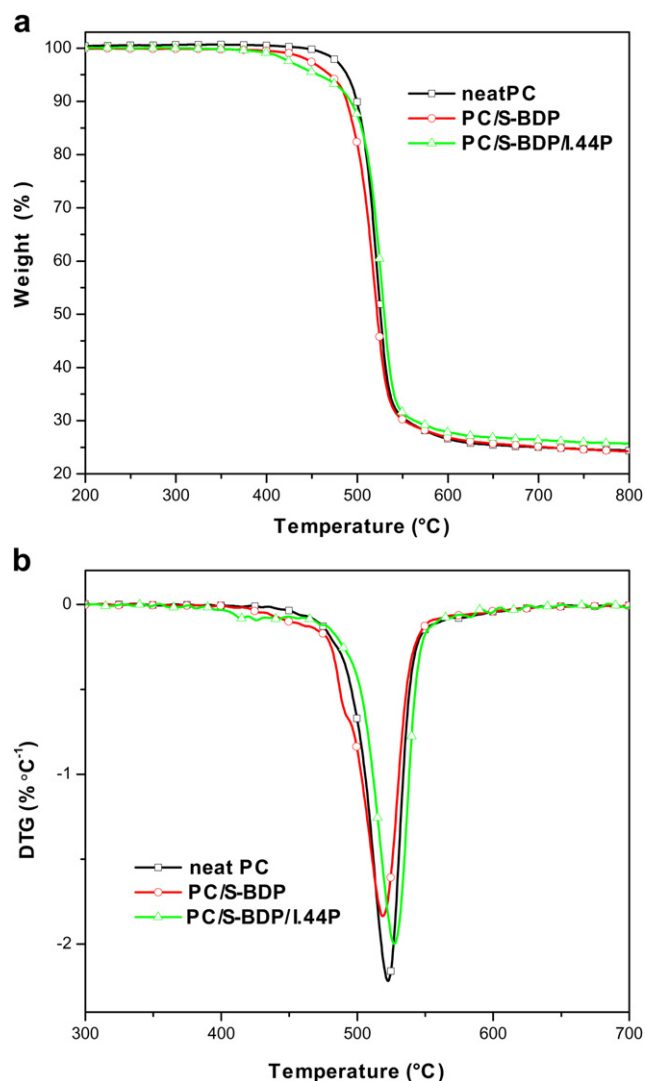 a
100
90
80
70
60
50
40
30
20
Weight (%)
neatPC
PC/S-BDP
PC/S-BDP/I.44P
200 300 400 500 600 700 800
Temperature (°C)
b
0
-1
-2
DTG (% °C⁻¹)
neat PC
PC/S-BDP
PC/S-BDP/I.44P
300 400 500 600 700
Temperature (°C)